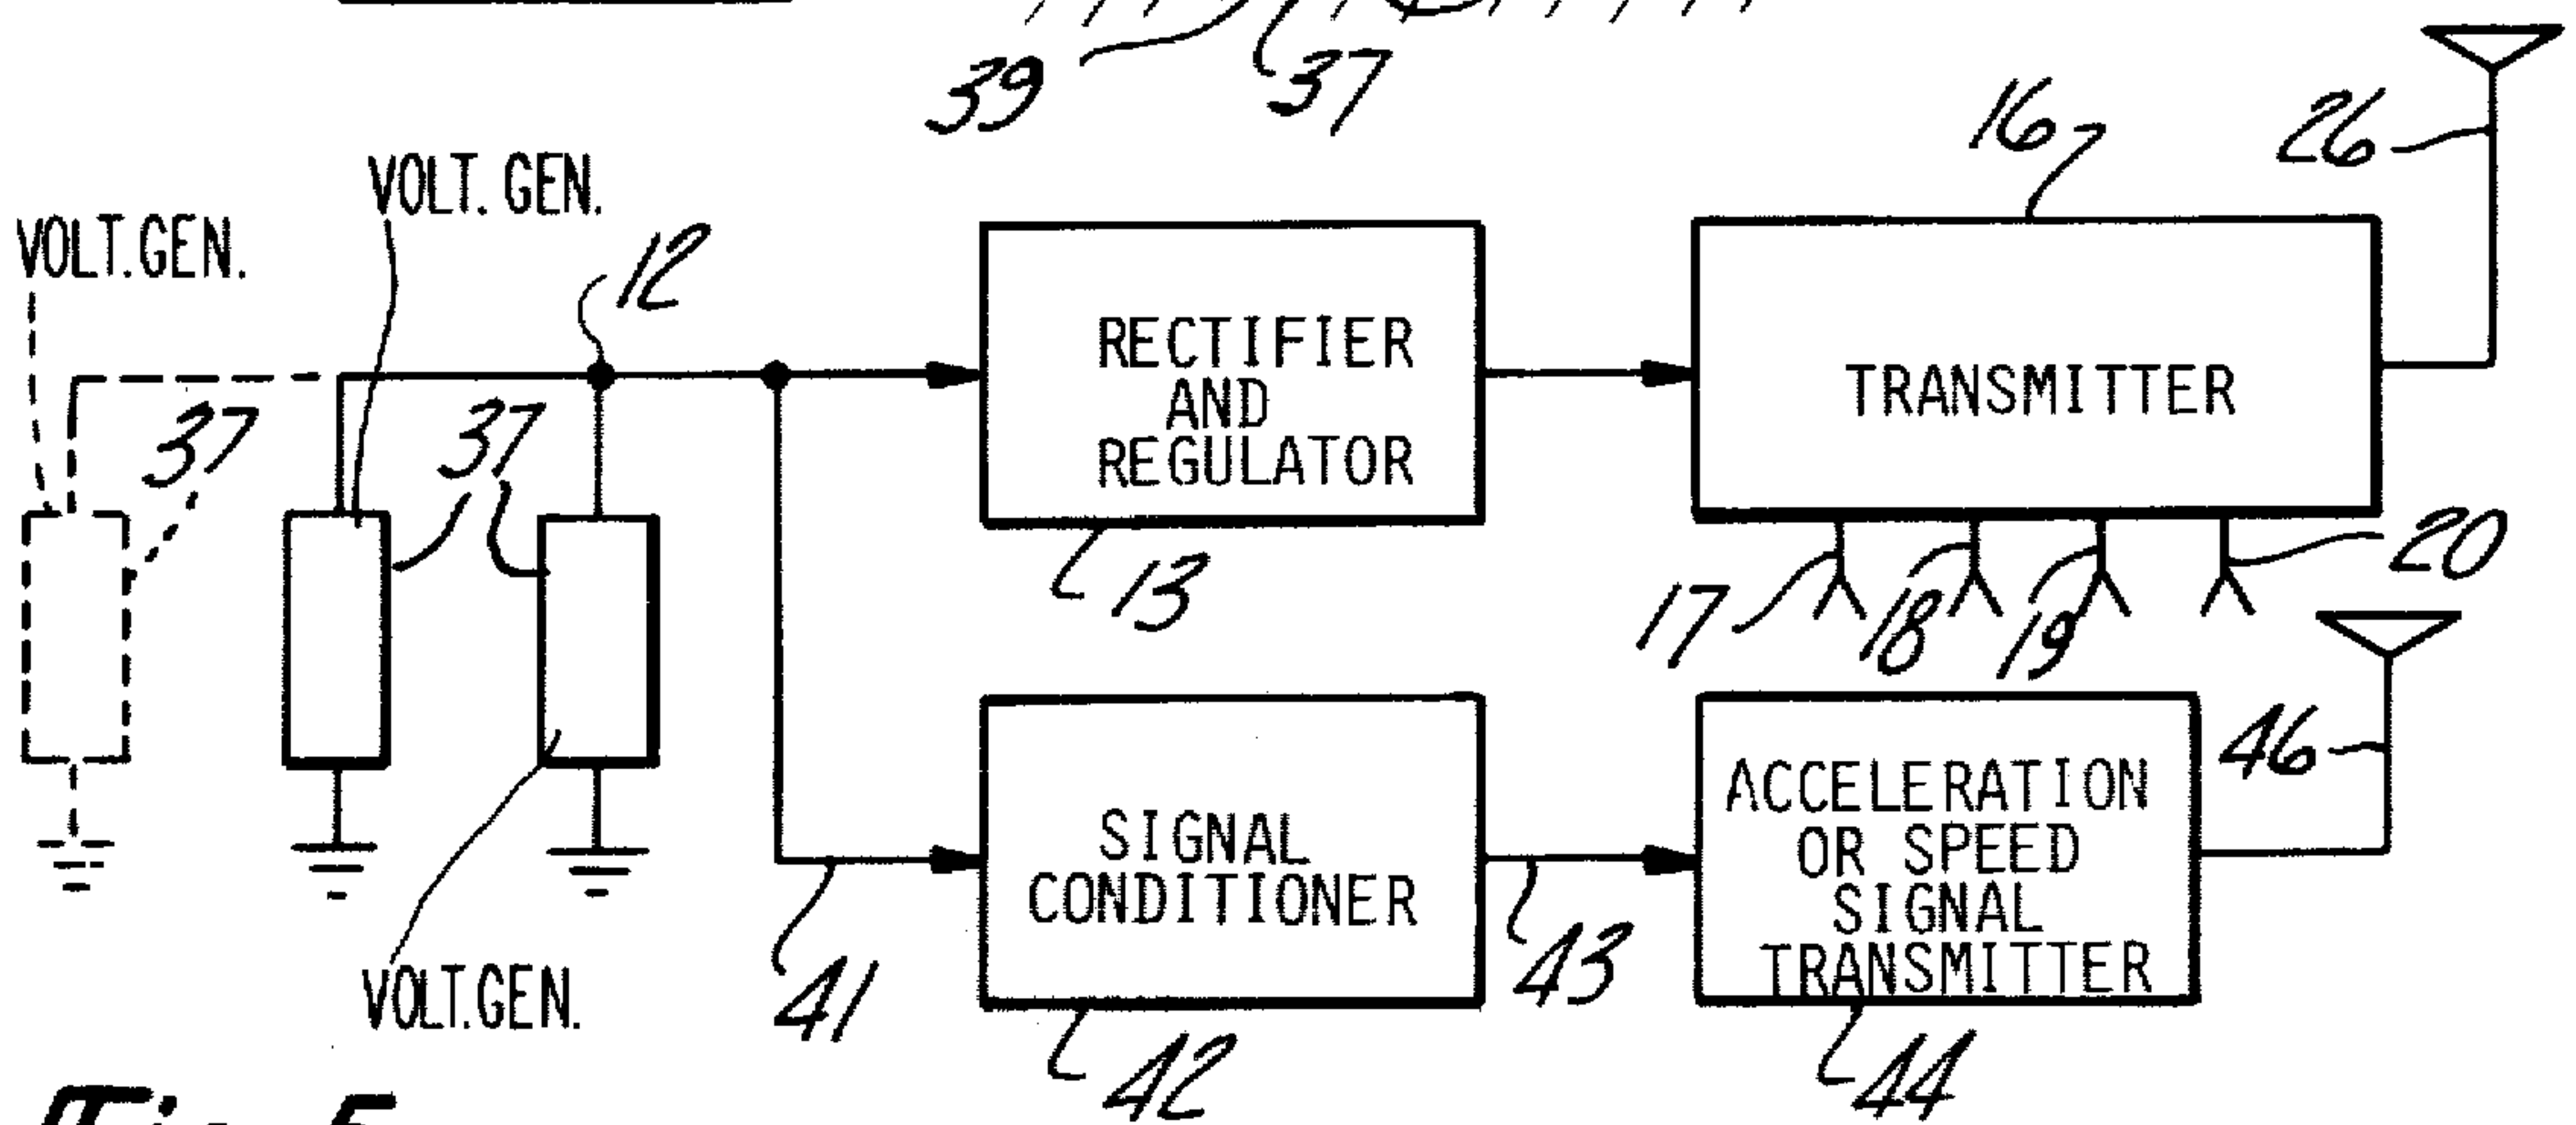 39 37
16 26
VOLT. GEN.
VOLT.GEN.
12
37 37
RECTIFIER
AND
REGULATOR
TRANSMITTER
13
17 18 19 20
SIGNAL
CONDITIONER
ACCELERATION
OR SPEED
SIGNAL
TRANSMITTER
46
VOLT.GEN.
41
43
42
44